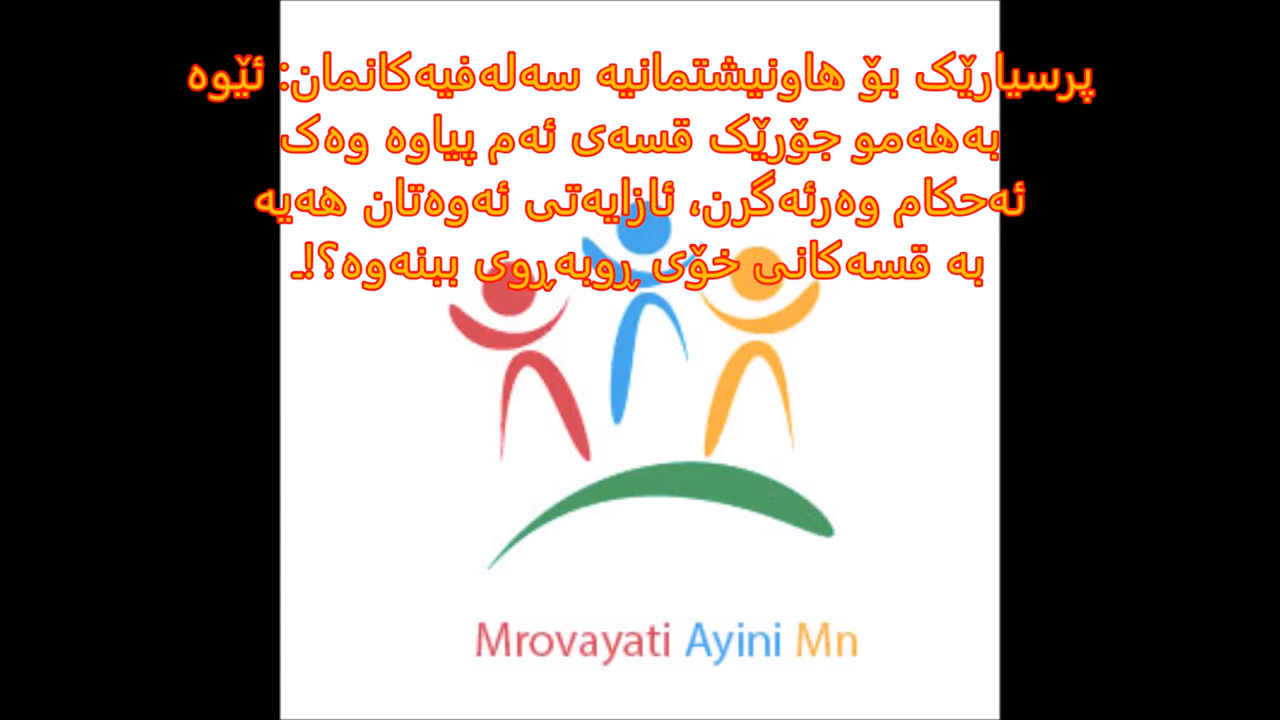 پرسیارێک بۆ هاونیشتمانیه سەلەفیەکانمان: ئێوە
بەهەمو جۆرێک قسەی ئەم پیاوە وەک
ئەحکام وەرئەگرن، ئازایەتی ئەوەتان هەیە
بە قسەکانی خۆی ڕوبەڕوی ببنەوە؟!ـ
Mrovayati Ayini Mn